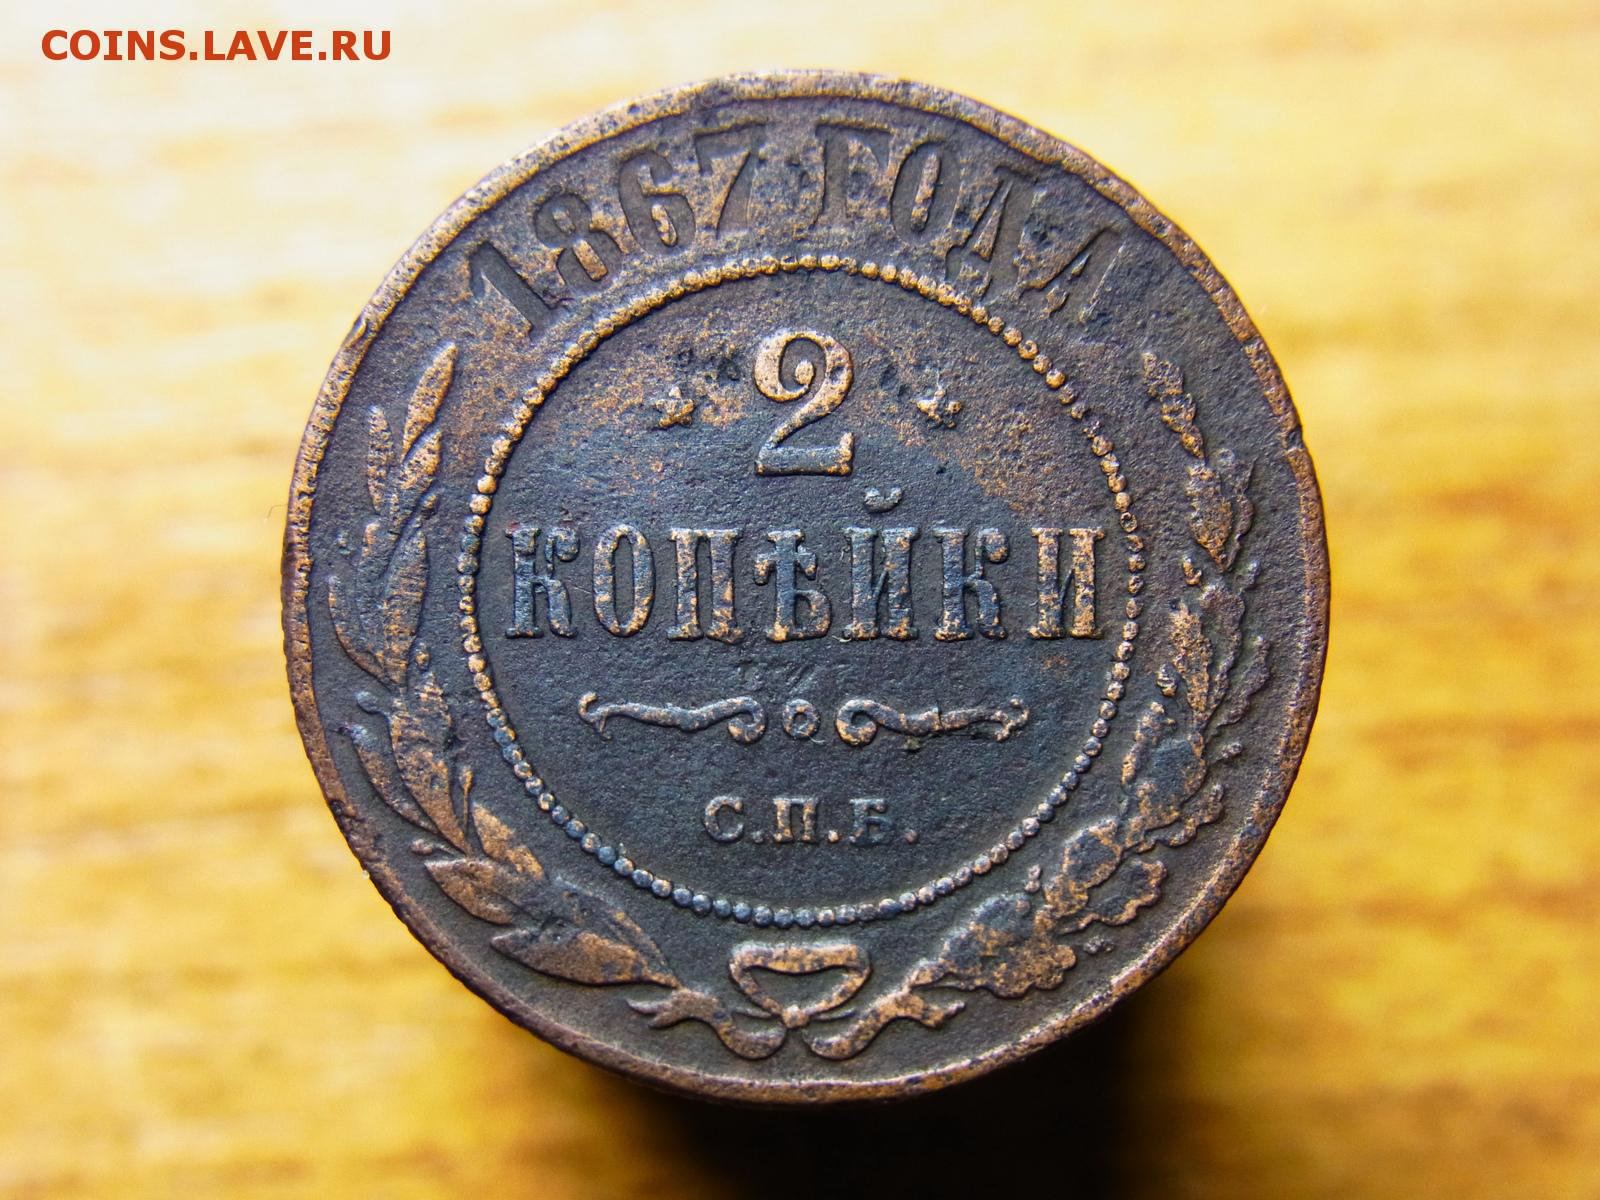 COINS.LAVE.RU
1867 ГОДА
2
КОПѢЙКИ
С.П.Б.